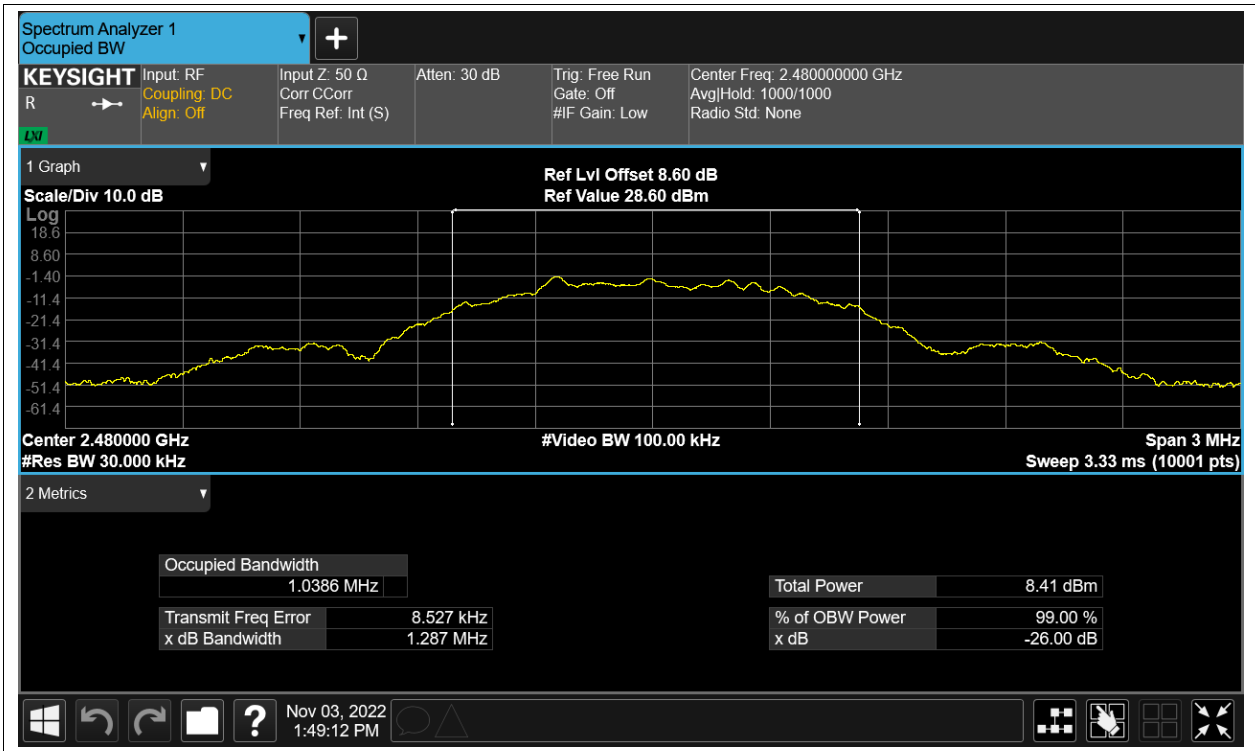 Spectrum Analyzer 1
Occupied BW
KEYSIGHT
R
LXI
Input: RF
Coupling: DC
Align: Off
Input Z: 50 Ω
Corr CCorr
Freq Ref: Int (S)
Atten: 30 dB
Trig: Free Run
Gate: Off
#IF Gain: Low
Center Freq: 2.480000000 GHz
Avg|Hold: 1000/1000
Radio Std: None
1 Graph
Scale/Div 10.0 dB
Ref Lvl Offset 8.60 dB
Ref Value 28.60 dBm
Log
18.6
8.60
-1.40
-11.4
-21.4
-31.4
-41.4
-51.4
-61.4
Center 2.480000 GHz
#Res BW 30.000 kHz
#Video BW 100.00 kHz
Span 3 MHz
Sweep 3.33 ms (10001 pts)
2 Metrics
Occupied Bandwidth
1.0386 MHz
Transmit Freq Error 8.527 kHz
x dB Bandwidth 1.287 MHz
Total Power 8.41 dBm
% of OBW Power 99.00 %
x dB -26.00 dB
?
Nov 03, 2022
1:49:12 PM